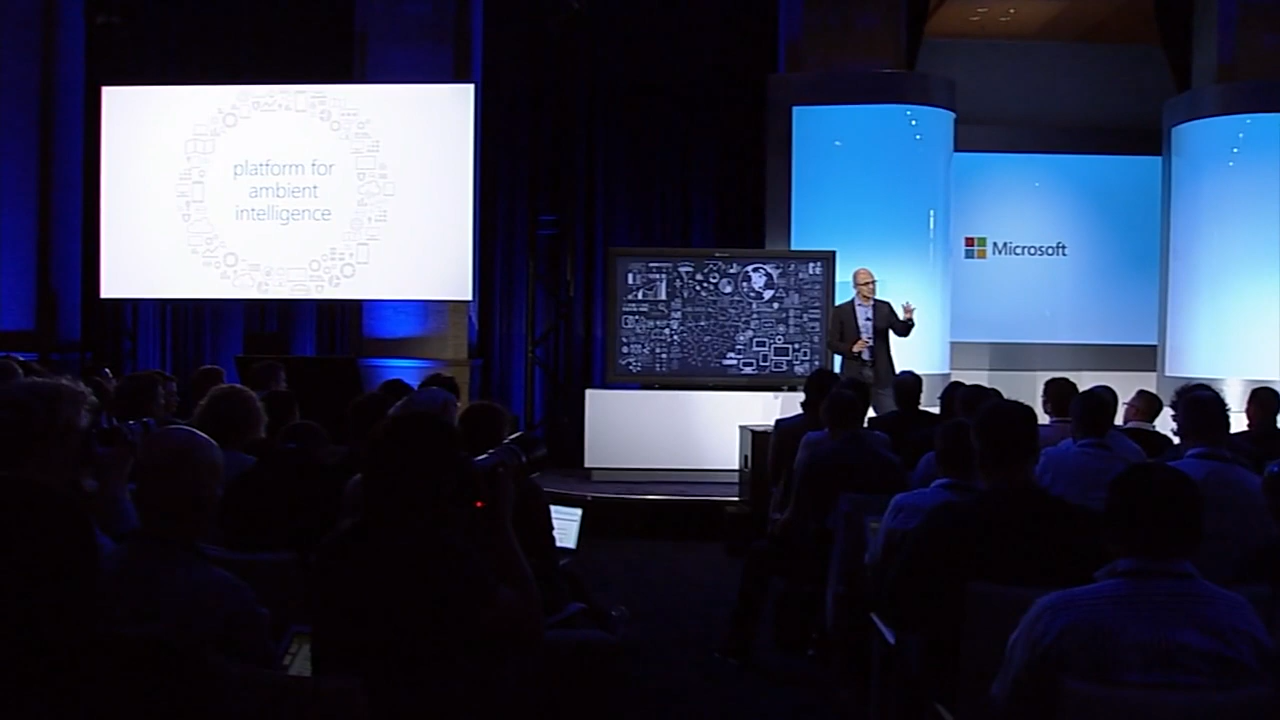 platform for
ambient
intelligence
Microsoft